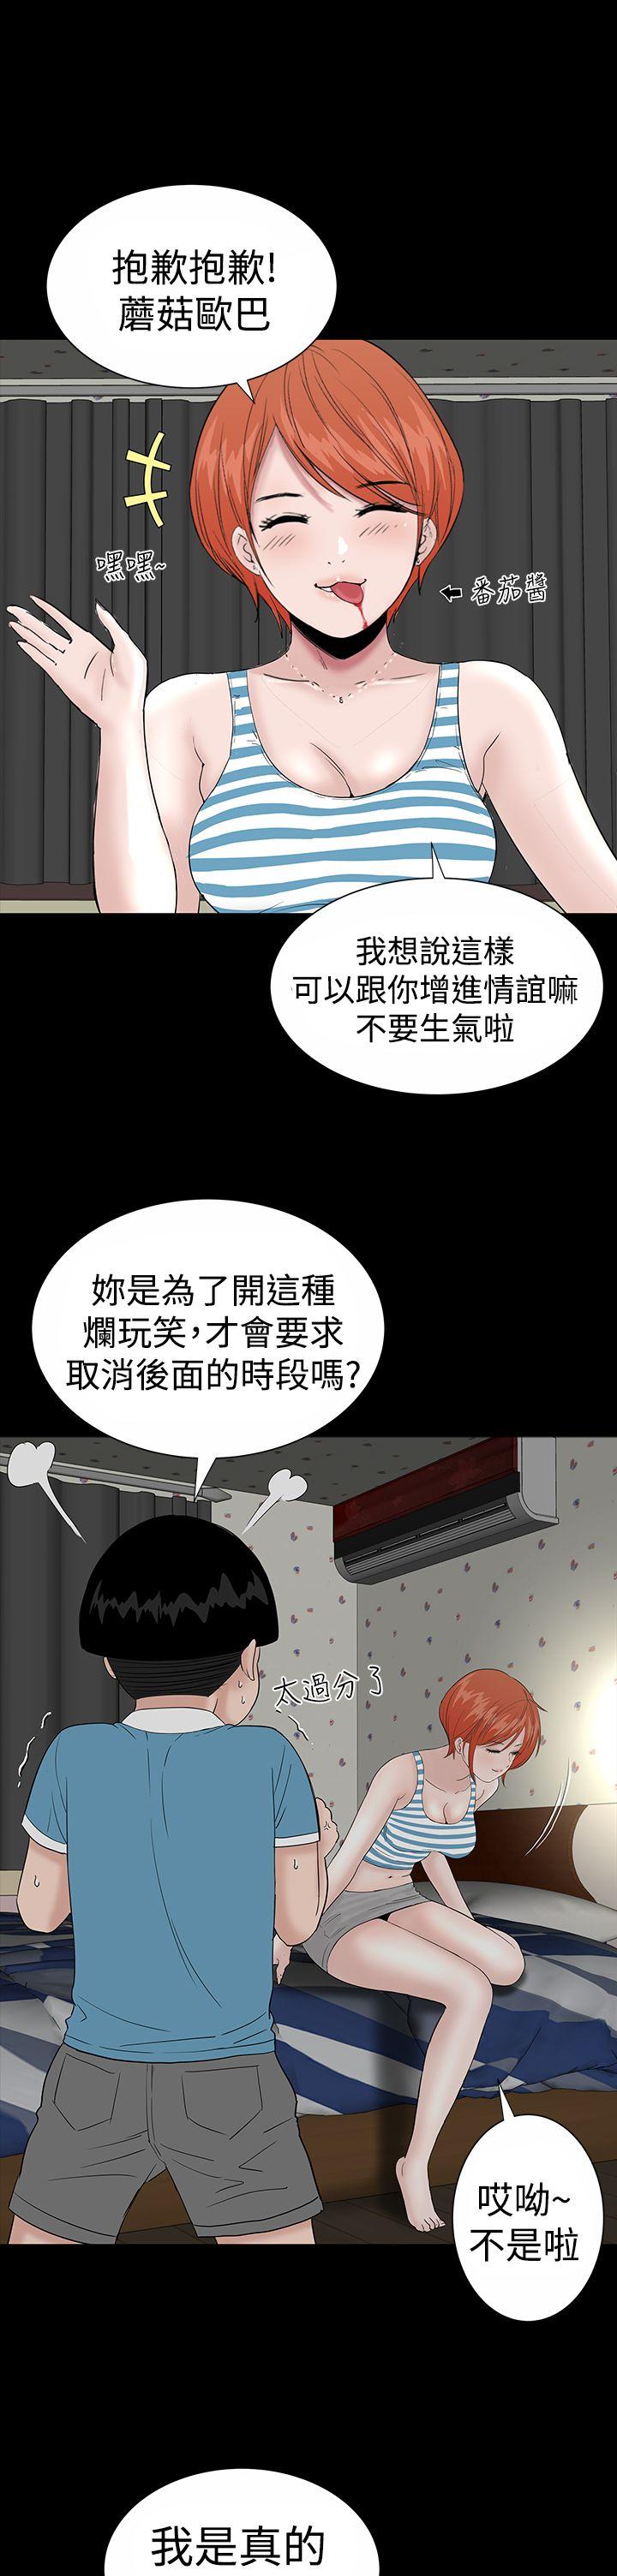 抱歉抱歉!
蘑菇歐巴
嘿嘿~
番茄醬
我想說這樣
可以跟你增進情誼嘛
不要生氣啦
妳是為了開這種
爛玩笑,才會要求
取消後面的時段嗎?
太過分了
哎呦~
不是啦
我是真的